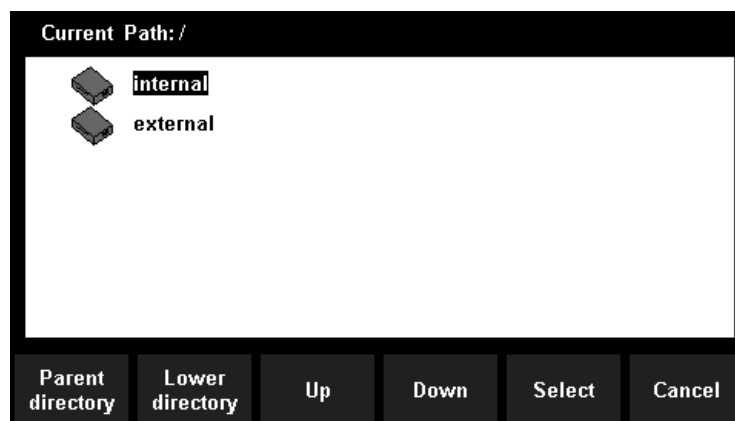 Current Path: /
internal
external
Parent directory
Lower directory
Up
Down
Select
Cancel